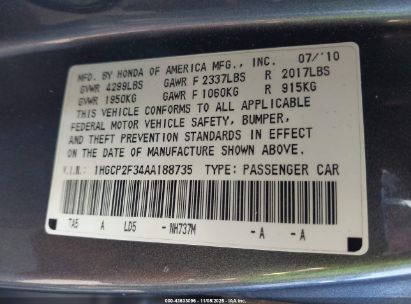 MFD. BY HONDA OF AMERICA MFG., INC. 07/'10
GVWR 4299LBS GAWR F 2337LBS R 2017LBS
GVWR 1950KG GAWR F 1060KG R 915KG
THIS VEHICLE CONFORMS TO ALL APPLICABLE
FEDERAL MOTOR VEHICLE SAFETY, BUMPER,
AND THEFT PREVENTION STANDARDS IN EFFECT
ON THE DATE OF MANUFACTURE SHOWN ABOVE.
V.I.N.: 1HGCP2F34AA188735 TYPE: PASSENGER CAR
TA5 A LD5 - NH737M -A -A